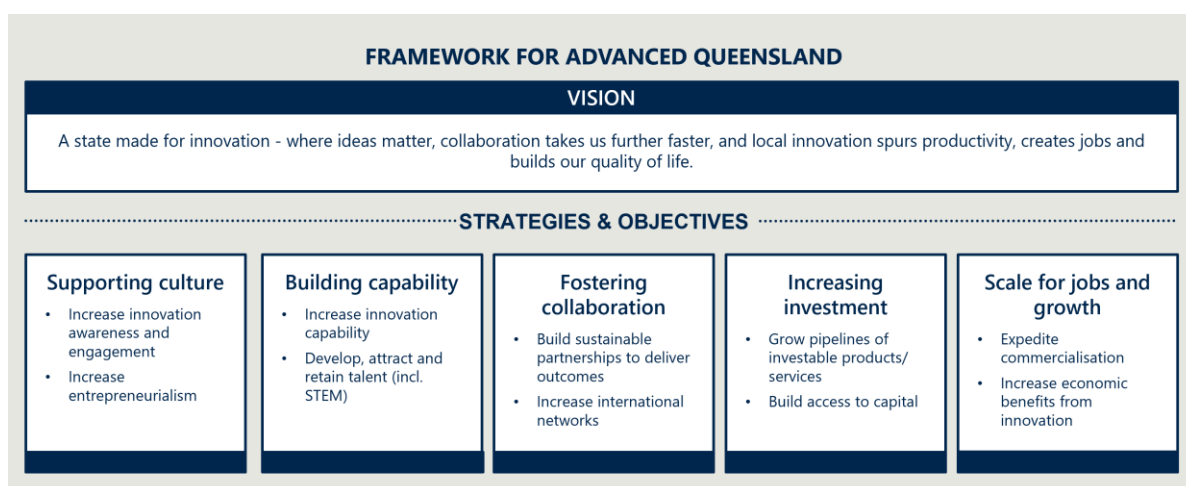 FRAMEWORK FOR ADVANCED QUEENSLAND
VISION
A state made for innovation - where ideas matter, collaboration takes us further faster, and local innovation spurs productivity, creates jobs and
builds our quality of life.
STRATEGIES & OBJECTIVES
Supporting culture
• Increase innovation
awareness and
engagement
• Increase
entrepreneurialism
Building capability
• Increase innovation
capability
• Develop, attract and
retain talent (incl.
STEM)
Fostering
collaboration
• Build sustainable
partnerships to deliver
outcomes
• Increase international
networks
Increasing
investment
• Grow pipelines of
investable products/
services
• Build access to capital
Scale for jobs and
growth
• Expedite
commercialisation
• Increase economic
benefits from
innovation